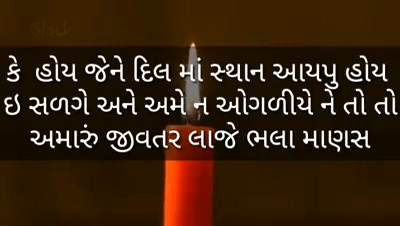 કે હોય જેને દિલ માં સ્થાન આયપુ હોય
ઇ સળગે અને અમે ન ઓગળીયે ને તો તો
અમારું જીવતર લાજે ભલા માણસ